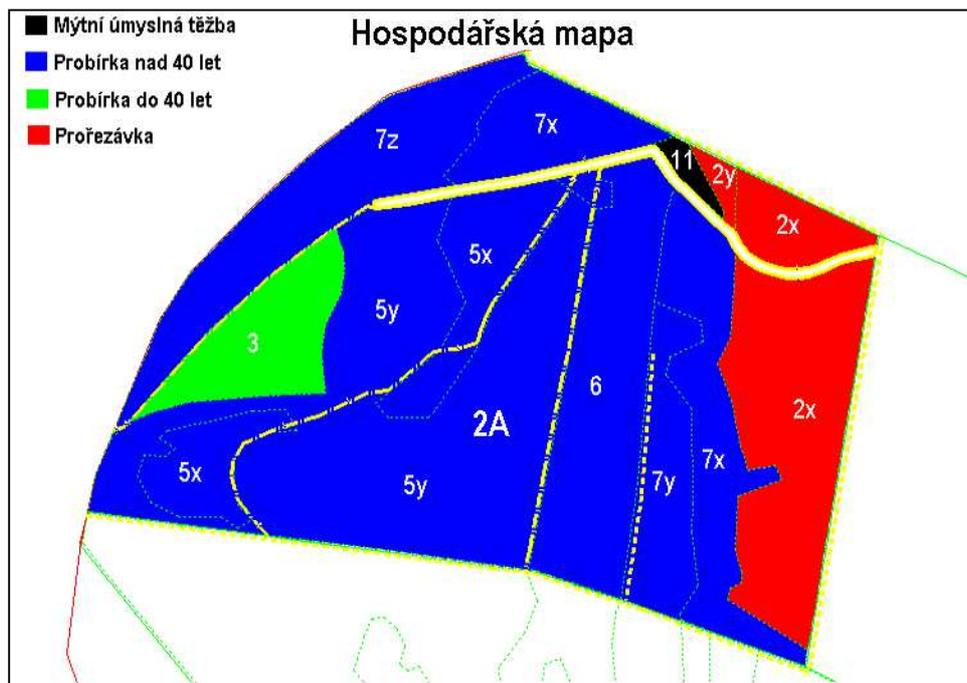 Hospodářská mapa
Mýtní úmyslná těžba
Probírka nad 40 let
Probírka do 40 let
Prořezávka
7z
7x
11
2y
2x
5x
5y
3
6
2x
2A
5x
5y
7y
7x